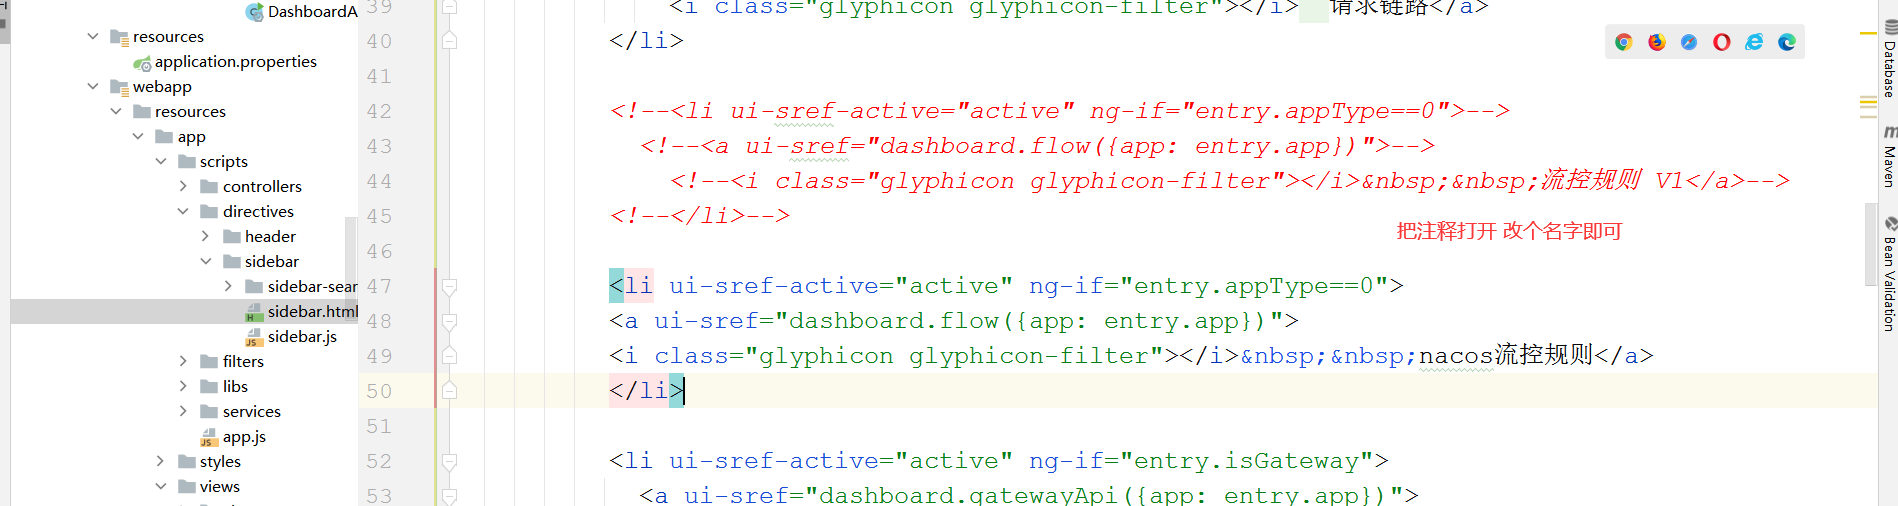 DashboardA
resources
application.properties
webapp
resources
app
scripts
controllers
directives
header
sidebar
sidebar-sear
sidebar.html
sidebar.js
filters
libs
services
app.js
styles
views
39 <i class="glyphicon glyphicon-filter"></i> 请求链路</a>
40 </li>
41
42 <!--<li ui-sref-active="active" ng-if="entry.appType==0">-->
43 <!--<a ui-sref="dashboard.flow({app: entry.app})">-->
44 <!--<i class="glyphicon glyphicon-filter"></i>&nbsp;&nbsp;流控规则 V1</a>-->
45 <!--</li>-->
把注释打开 改个名字即可
46
47 <li ui-sref-active="active" ng-if="entry.appType==0">
48 <a ui-sref="dashboard.flow({app: entry.app})">
49 <i class="glyphicon glyphicon-filter"></i>&nbsp;&nbsp;nacos流控规则</a>
50 </li>
51
52 <li ui-sref-active="active" ng-if="entry.isGateway">
53 <a ui-sref="dashboard.gatewayApi({app: entry.app})">
Database
Maven
Bean Validation